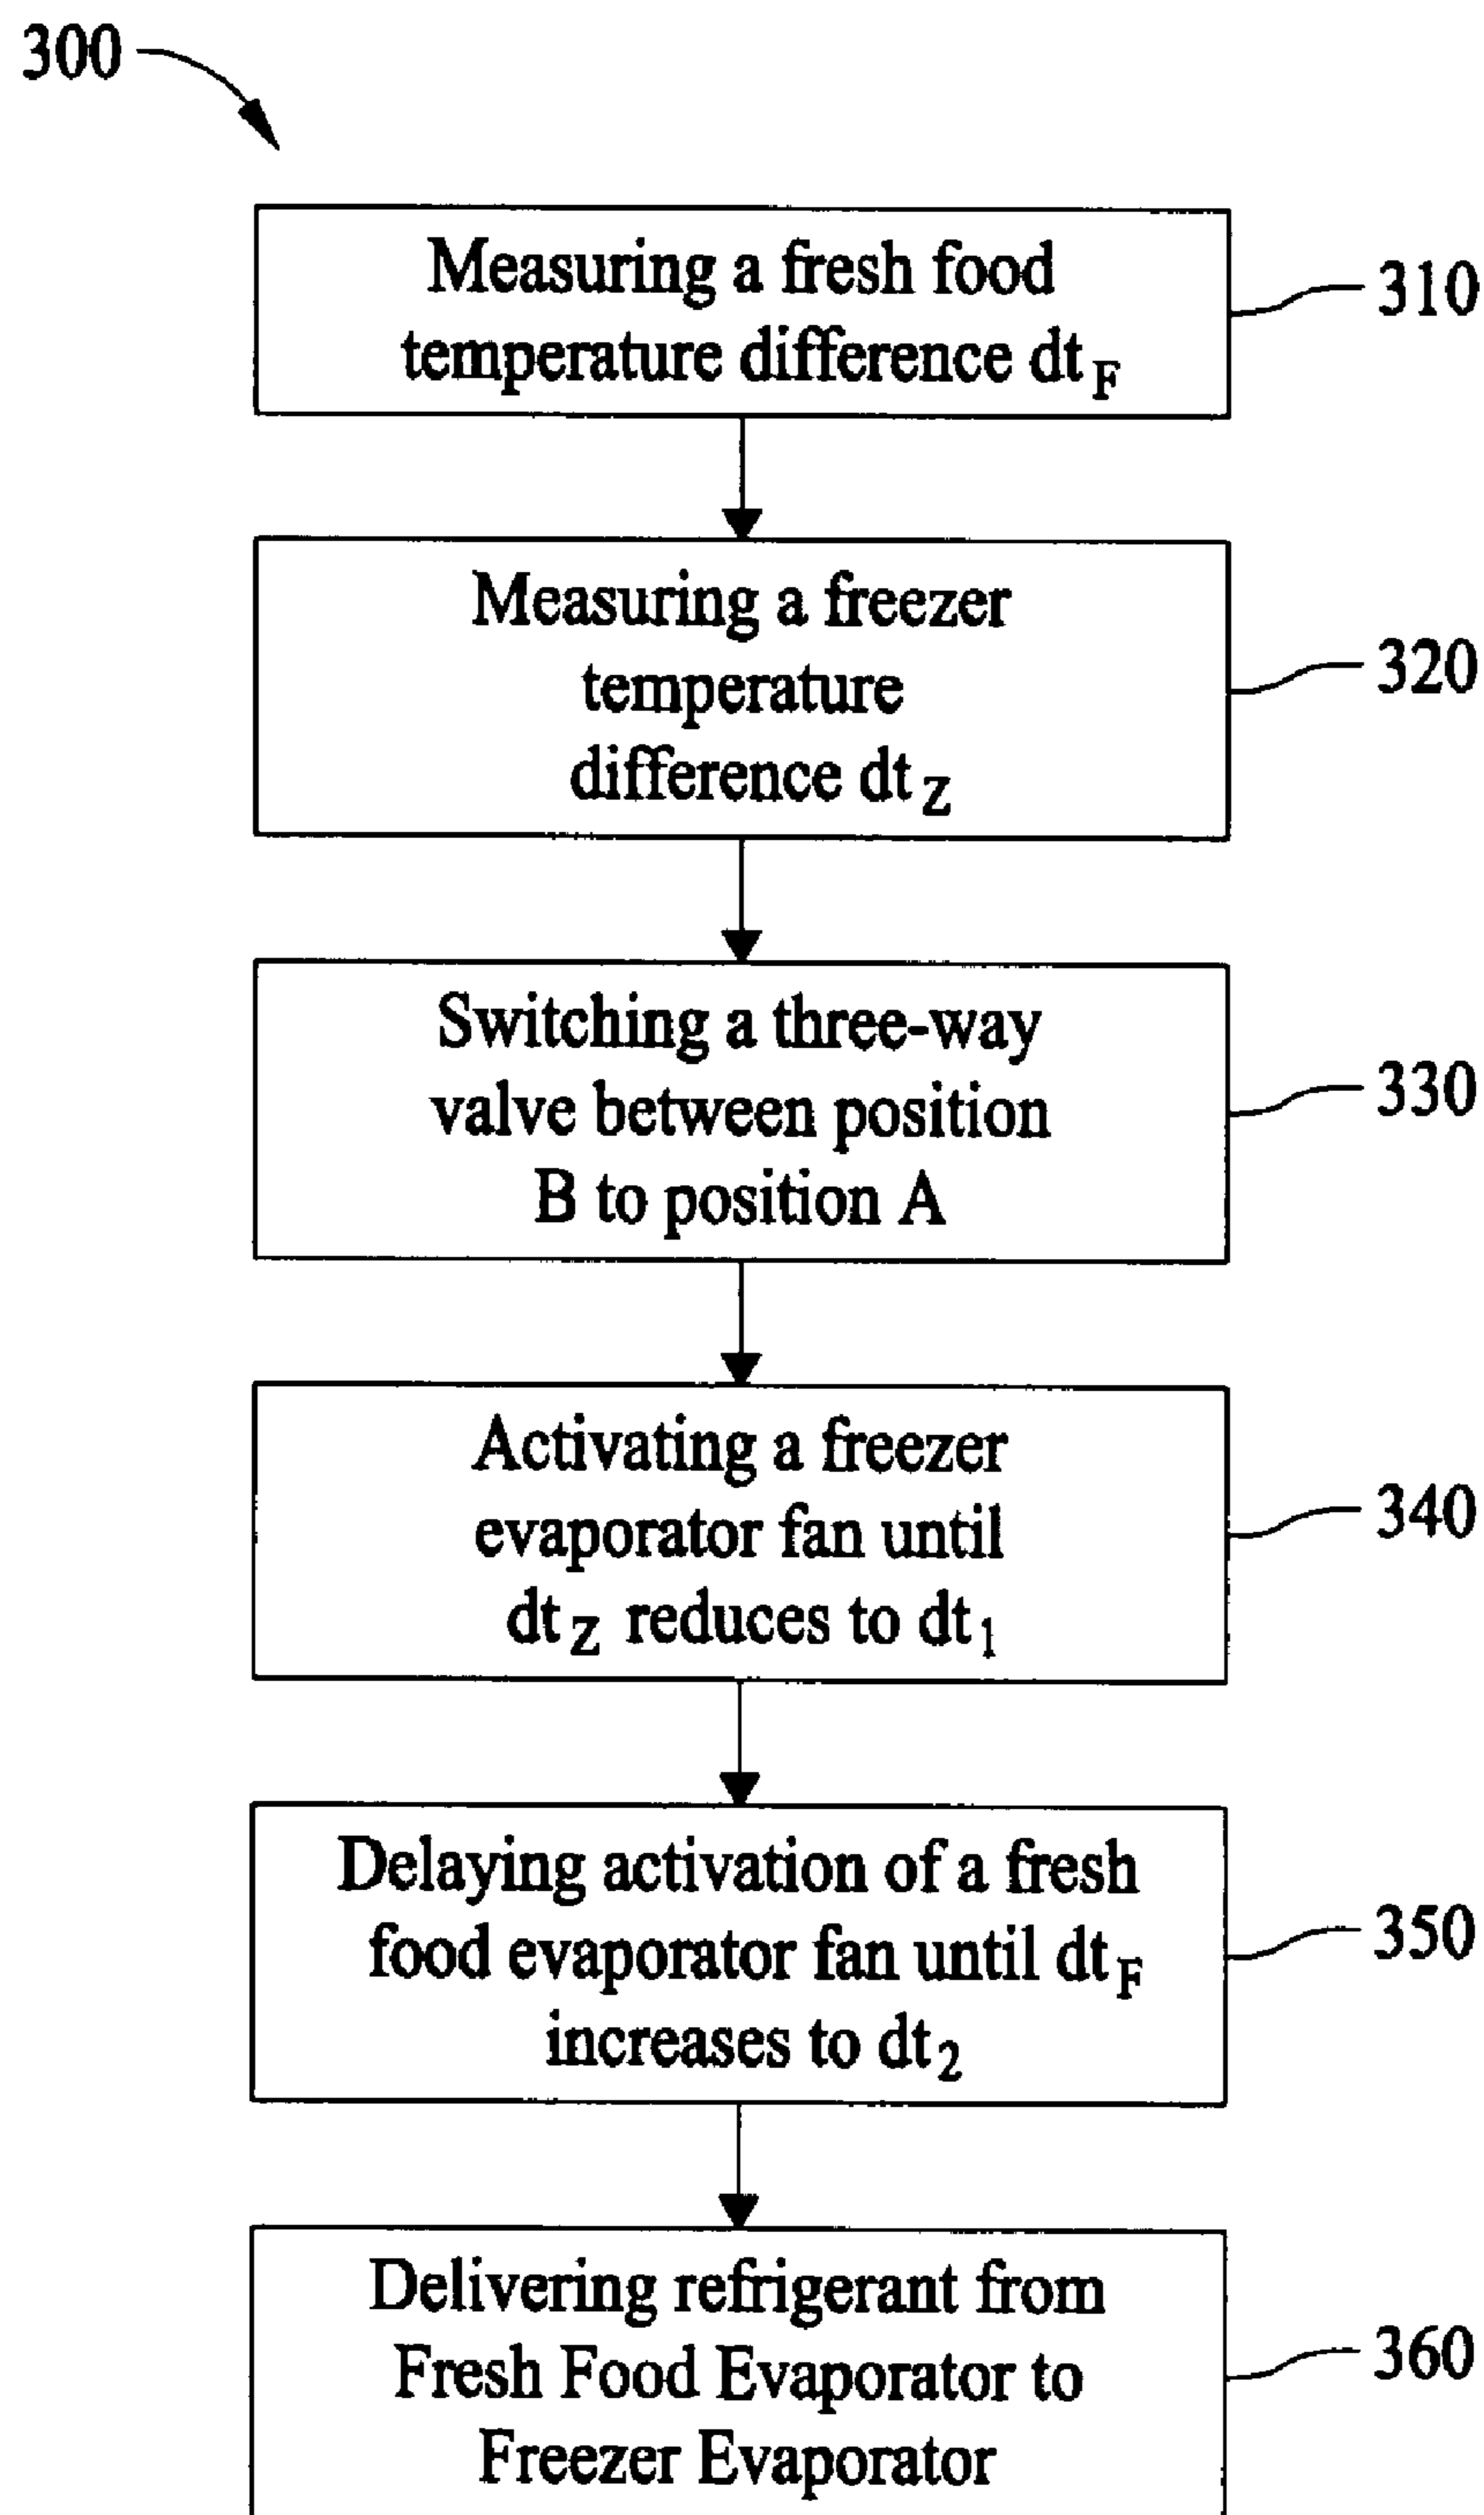 300
Measuring a fresh food
temperature difference dt F
310
Measuring a freezer
temperature
difference dt Z
320
Switching a three-way
valve between position
B to position A
330
Activating a freezer
evaporator fan until
dt Z reduces to dt 1
340
Delaying activation of a fresh
food evaporator fan until dt F
increases to dt 2
350
Delivering refrigerant from
Fresh Food Evaporator to
Freezer Evaporator
360